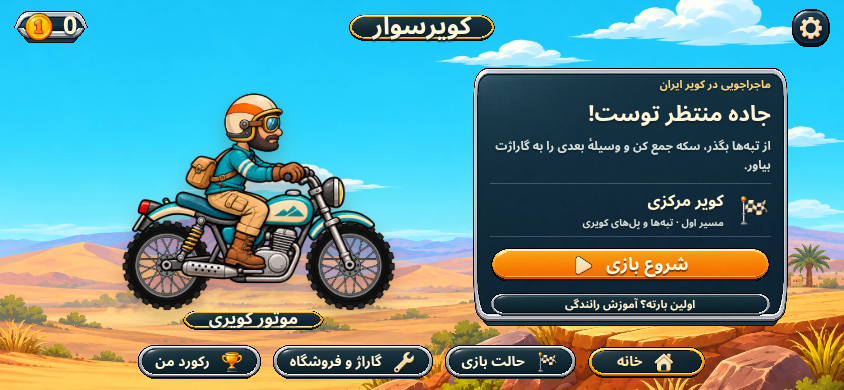 1
0
کویرسوار
ماجراجویی در کویر ایران
جاده منتظر توست!
از تپه‌ها بگذر، سکه جمع کن و وسیلهٔ بعدی را به گاراژت
بیاور.
کویر مرکزی
مسیر اول · تپه‌ها و پل‌های کویری
شروع بازی
اولین بارته؟ آموزش رانندگی
موتور کویری
خانه
حالت بازی
گاراژ و فروشگاه
رکورد من